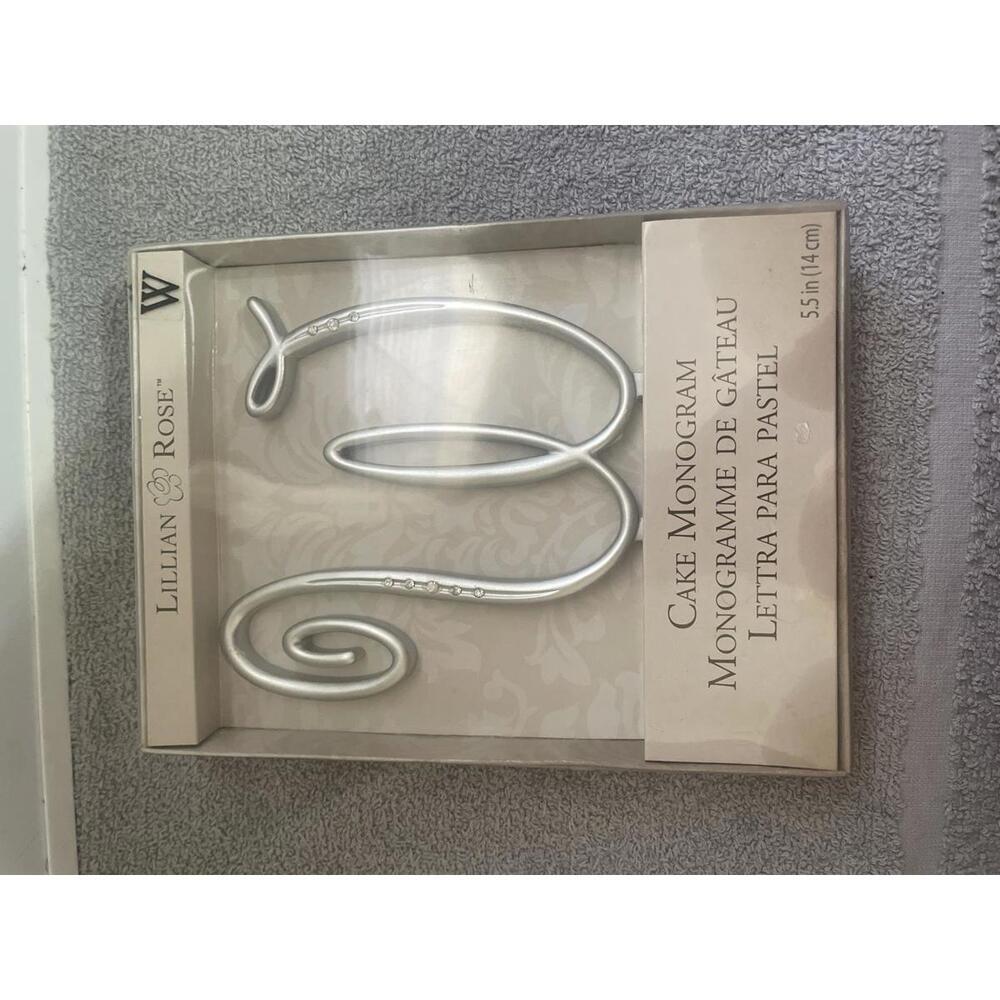 LILLIAN ROSE™
W
CAKE MONOGRAM
MONOGRAMME DE GÂTEAU
LETTRA PARA PASTEL
5.5 in (14 cm)